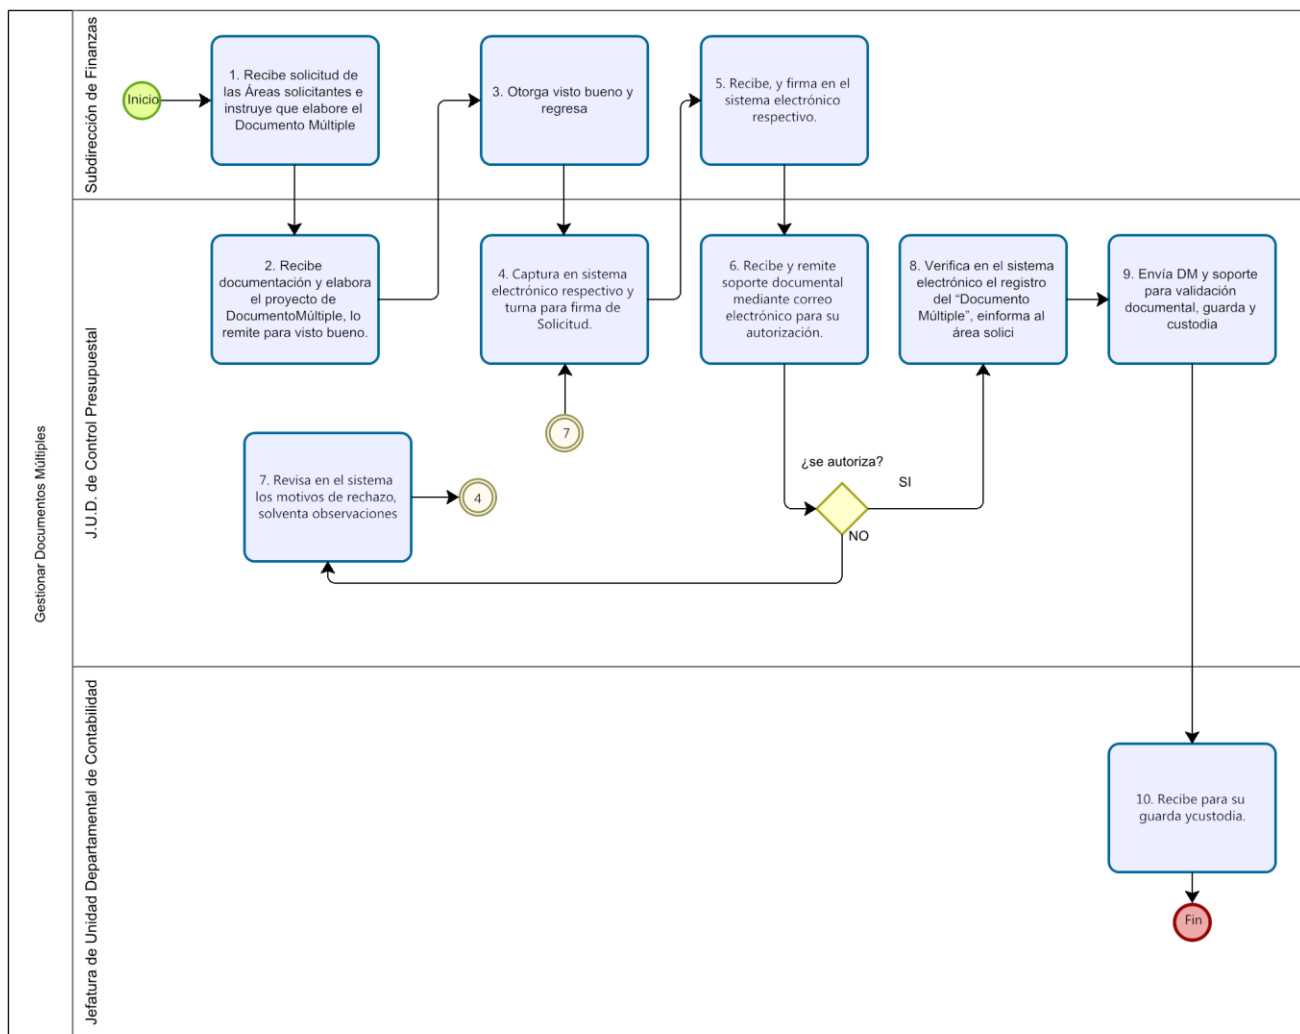 Gestionar Documentos Múltiples
Subdirección de Finanzas
Inicio
1. Recibe solicitud de
las Áreas solicitantes e
instruye que elabore el
Documento Múltiple
3. Otorga visto bueno y
regresa
5. Recibe, y firma en el
sistema electrónico
respectivo.
J.U.D. de Control Presupuestal
2. Recibe
documentación y elabora
el proyecto de
DocumentoMúltiple, lo
remite para visto bueno.
4. Captura en sistema
electrónico respectivo y
turna para firma de
Solicitud.
6. Recibe y remite
soporte documental
mediante correo
electrónico para su
autorización.
8. Verifica en el sistema
electrónico el registro
del “Documento
Múltiple”, einforma al
área solici
9. Envía DM y soporte
para validación
documental, guarda y
custodia
7
¿se autoriza?
SI
NO
7. Revisa en el sistema
los motivos de rechazo,
solventa observaciones
4
Jefatura de Unidad Departamental de Contabilidad
10. Recibe para su
guarda ycustodia.
Fin